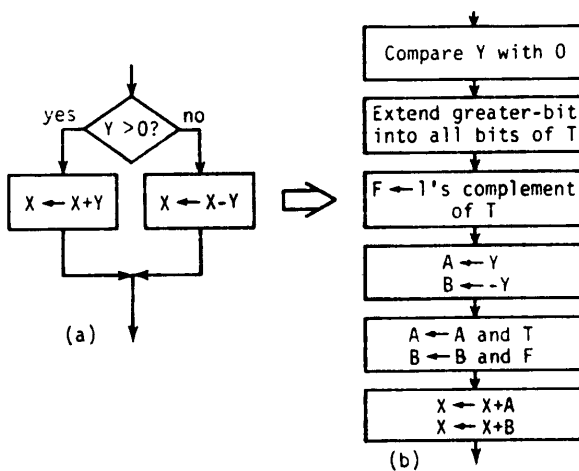 yes
Y > 0?
no
X ← X+Y
X ← X-Y
(a)
Compare Y with 0
Extend greater-bit
into all bits of T
F ← 1's complement
of T
A ← Y
B ← -Y
A ← A and T
B ← B and F
X ← X+A
X ← X+B
(b)